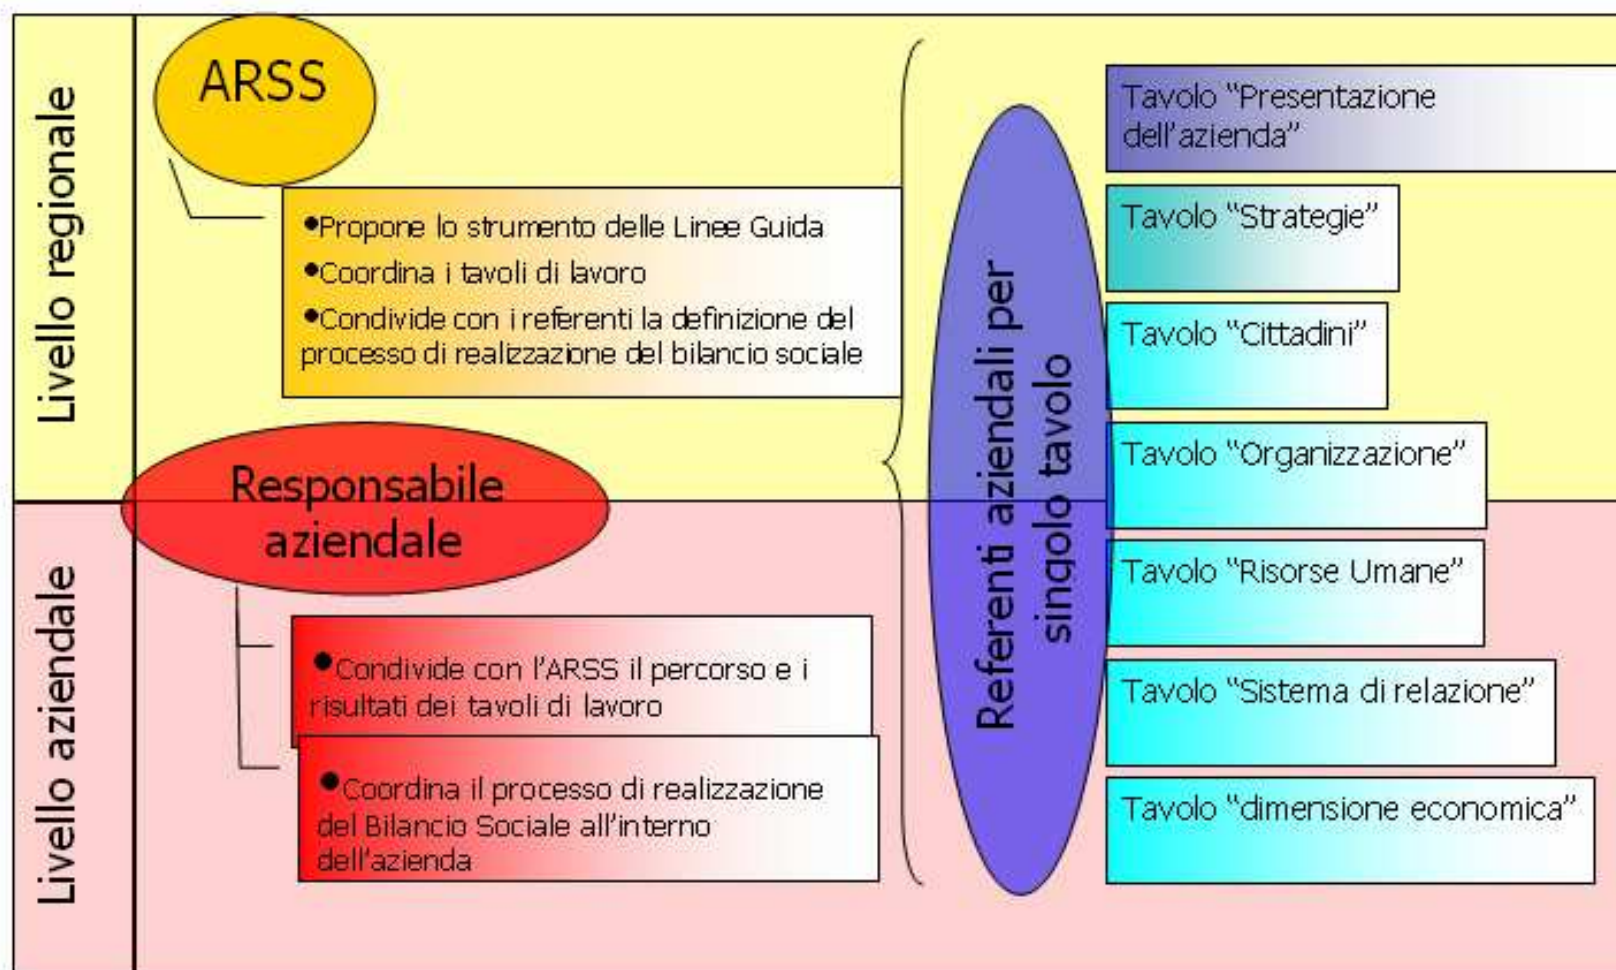 Livello regionale
ARSS
•Propone lo strumento delle Linee Guida
•Coordina i tavoli di lavoro
•Condivide con i referenti la definizione del
processo di realizzazione del bilancio sociale
Livello aziendale
Responsabile
aziendale
•Condivide con l'ARSS il percorso e i
risultati dei tavoli di lavoro
•Coordina il processo di realizzazione
del Bilancio Sociale all'interno
dell'azienda
Referenti aziendali per
singolo tavolo
Tavolo "Presentazione
dell'azienda"
Tavolo "Strategie"
Tavolo "Cittadini"
Tavolo "Organizzazione"
Tavolo "Risorse Umane"
Tavolo "Sistema di relazione"
Tavolo "dimensione economica"